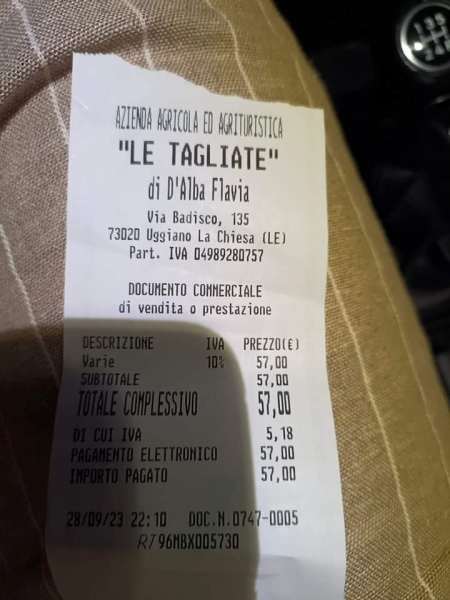 AZIENDA AGRICOLA ED AGRITURISTICA
"LE TAGLIATE"
di D'Alba Flavia
Via Badisco, 135
73020 Uggiano La Chiesa (LE)
Part. IVA 04989280757
DOCUMENTO COMMERCIALE
di vendita o prestazione
DESCRIZIONE IVA PREZZO(€)
Varie 10% 57,00
SUBTOTALE 57,00
TOTALE COMPLESSIVO 57,00
DI CUI IVA 5,18
PAGAMENTO ELETTRONICO 57,00
IMPORTO PAGATO 57,00
28/09/23 22:10 DOC.N.0747-0005
RT 96MBX005730